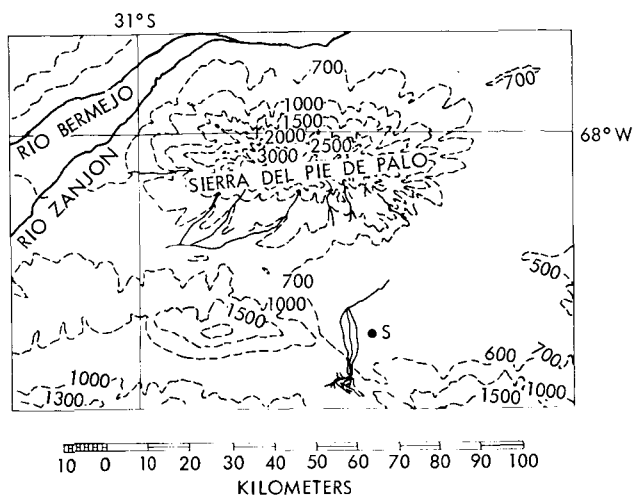 31° S
700
700
RIO BERMEJO
1000
1500
2000
2500
68° W
3000
RIO ZANJON
SIERRA DEL PIE DE PALO
500
700
1000
1500
S
600
700
1000
1300
1500
1000
10 0 10 20 30 40 50 60 70 80 90 100
KILOMETERS